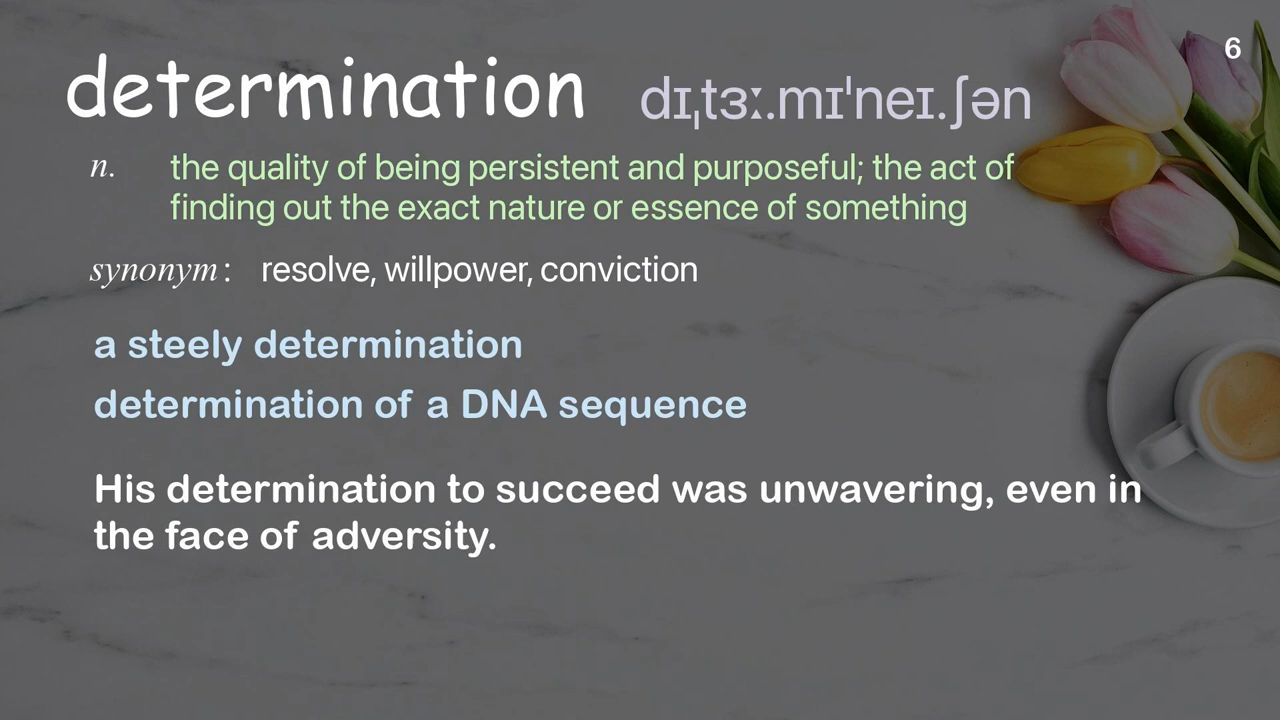 6
determination dɪˌtɜː.mɪˈneɪ.ʃən
n. the quality of being persistent and purposeful; the act of
finding out the exact nature or essence of something
synonym: resolve, willpower, conviction
a steely determination
determination of a DNA sequence
His determination to succeed was unwavering, even in
the face of adversity.